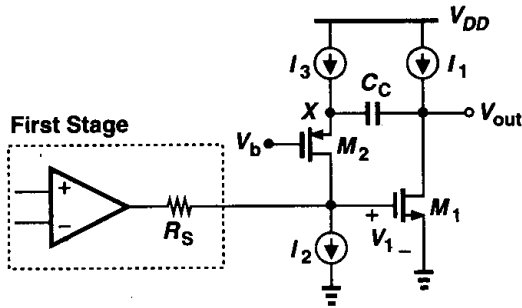 V_DD
I_3
I_1
C_C
X
V_out
First Stage
V_b
M_2
+
−
R_S
+
V_1
−
M_1
I_2